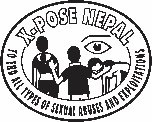 X-POSE NEPAL
TO END ALL TYPES OF SEXUAL ABUSES AND EXPLOITATIONS